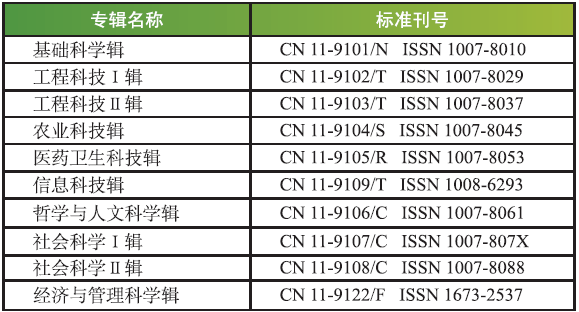 专辑名称 标准刊号
基础科学辑 CN 11-9101/N ISSN 1007-8010
工程科技Ⅰ辑 CN 11-9102/T ISSN 1007-8029
工程科技Ⅱ辑 CN 11-9103/T ISSN 1007-8037
农业科技辑 CN 11-9104/S ISSN 1007-8045
医药卫生科技辑 CN 11-9105/R ISSN 1007-8053
信息科技辑 CN 11-9109/T ISSN 1008-6293
哲学与人文科学辑 CN 11-9106/C ISSN 1007-8061
社会科学Ⅰ辑 CN 11-9107/C ISSN 1007-807X
社会科学Ⅱ辑 CN 11-9108/C ISSN 1007-8088
经济与管理科学辑 CN 11-9122/F ISSN 1673-2537